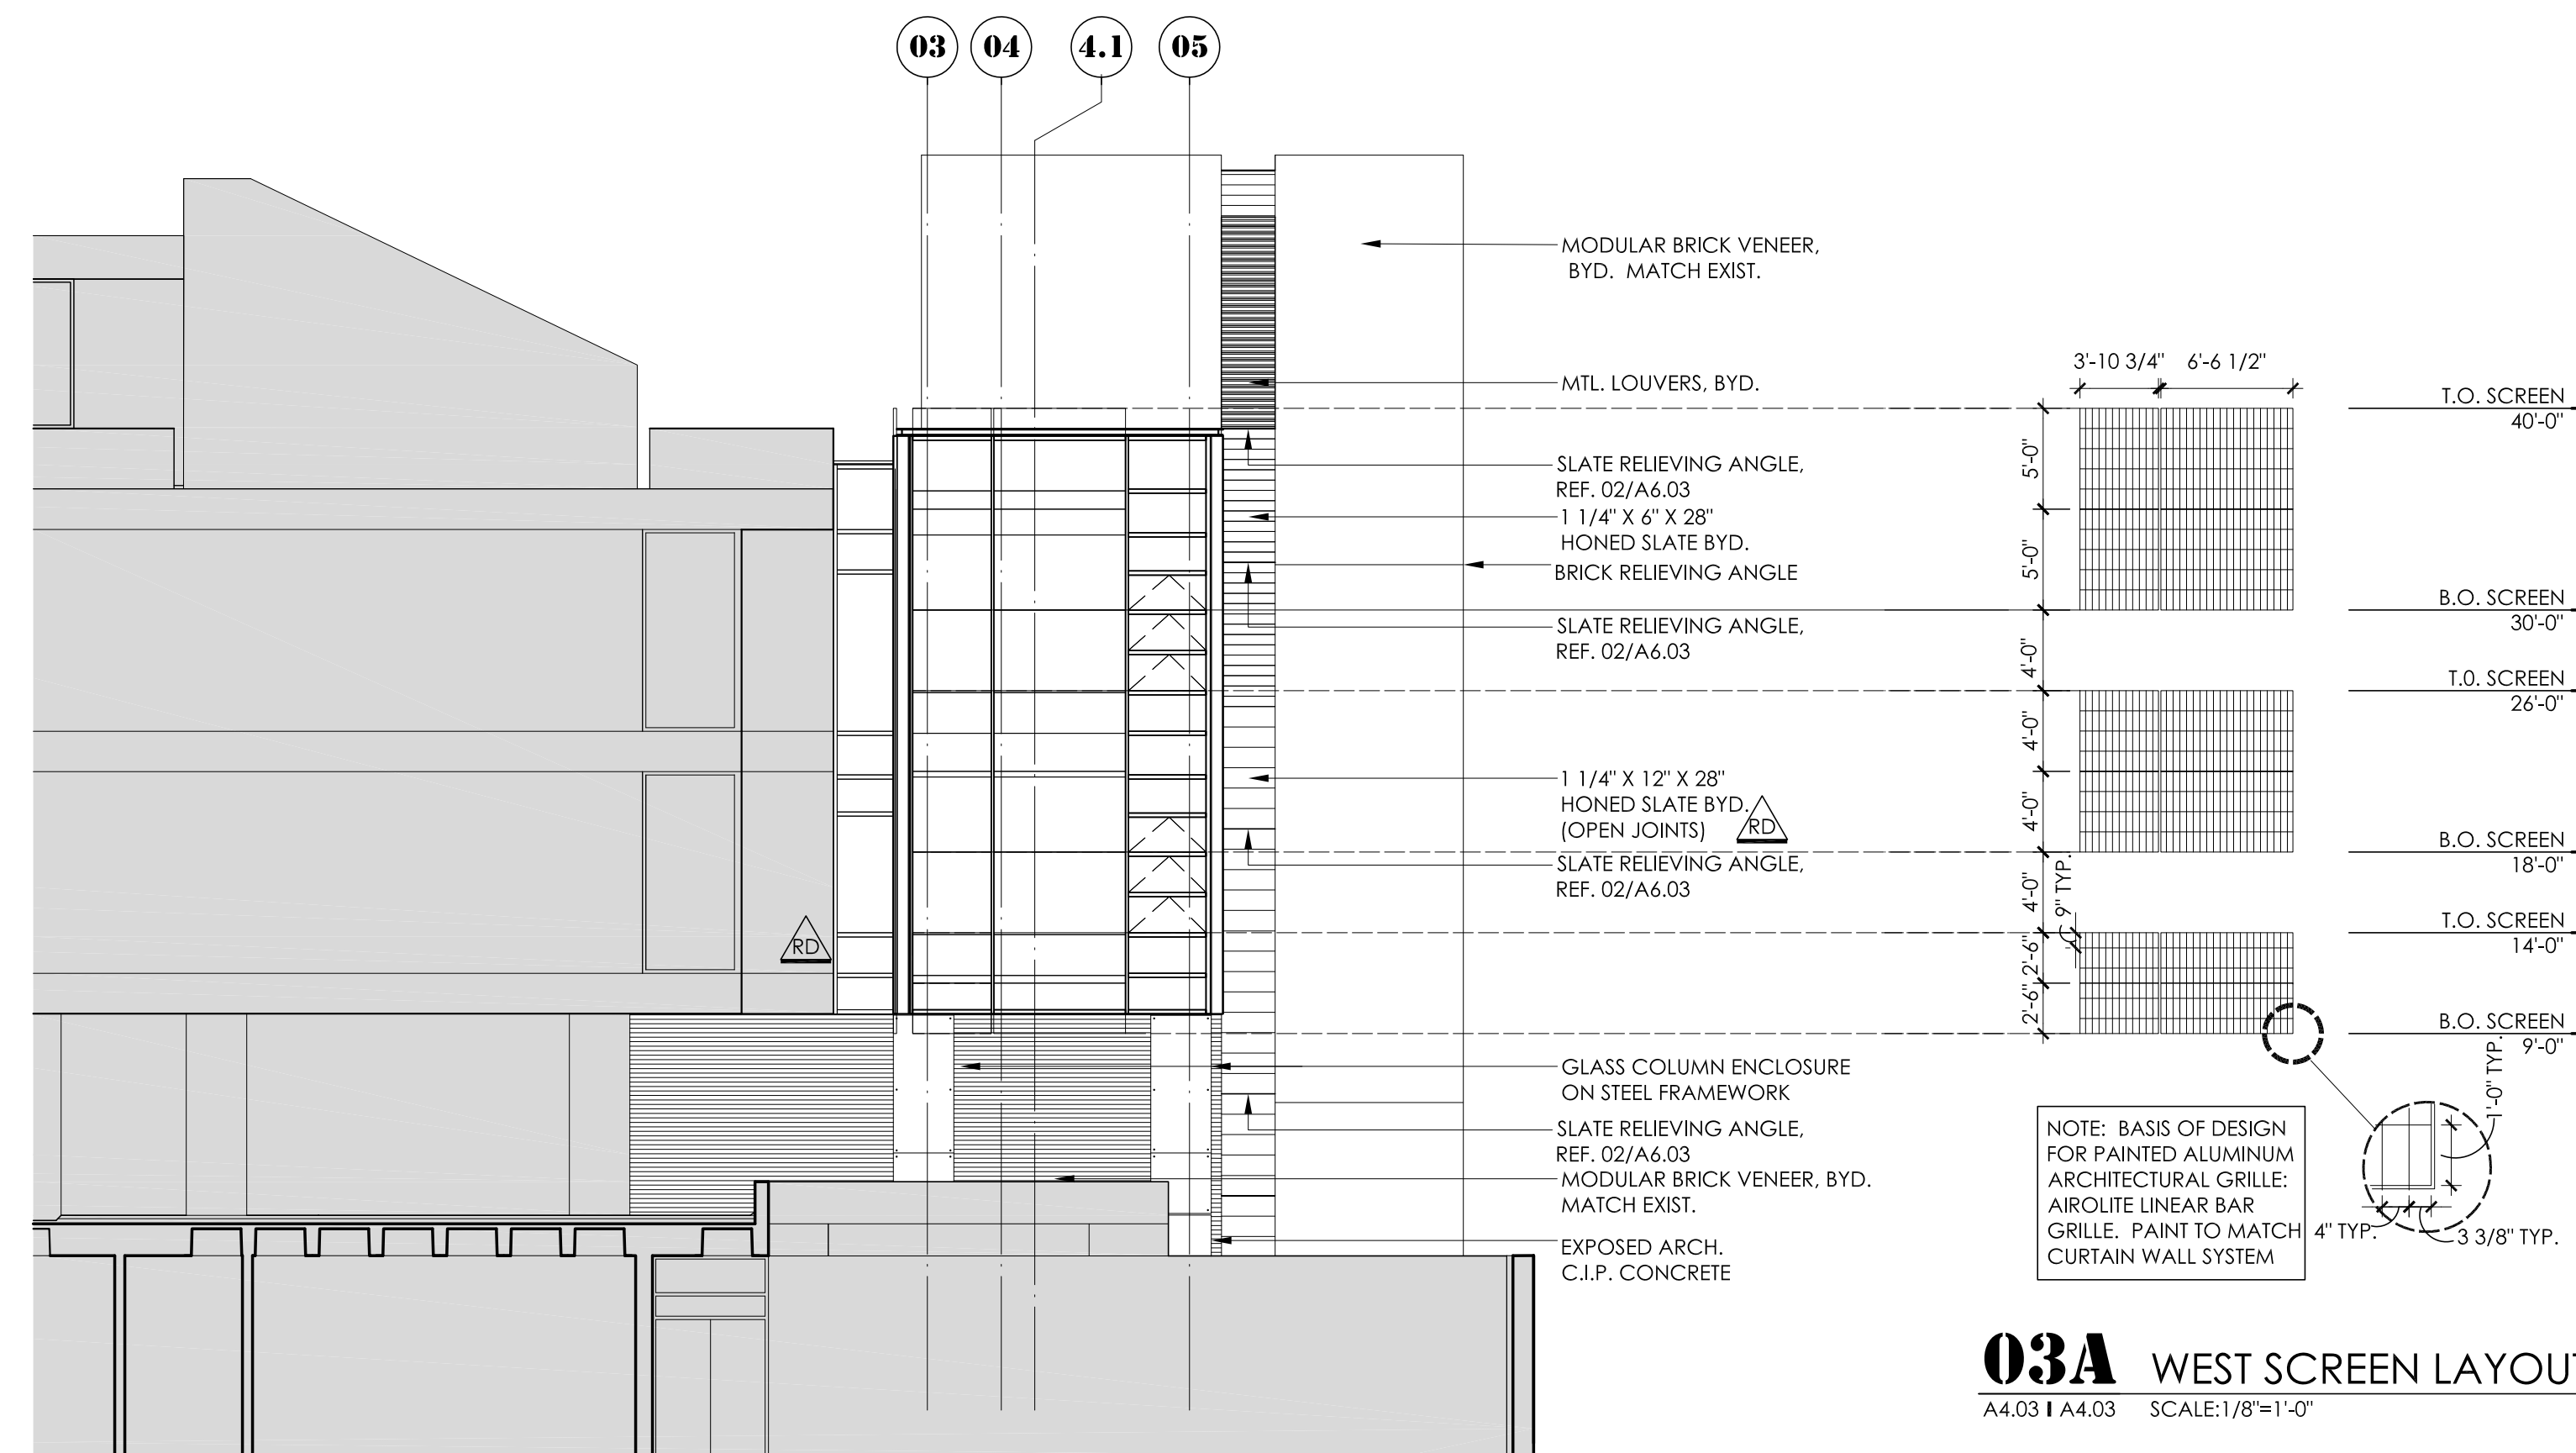 03 04 4.1 05
MODULAR BRICK VENEER,
BYD. MATCH EXIST.
MTL. LOUVERS, BYD.
SLATE RELIEVING ANGLE,
REF. 02/A6.03
1 1/4" X 6" X 28"
HONED SLATE BYD.
BRICK RELIEVING ANGLE
SLATE RELIEVING ANGLE,
REF. 02/A6.03
1 1/4" X 12" X 28"
HONED SLATE BYD.
(OPEN JOINTS)
RD
SLATE RELIEVING ANGLE,
REF. 02/A6.03
RD
GLASS COLUMN ENCLOSURE
ON STEEL FRAMEWORK
SLATE RELIEVING ANGLE,
REF. 02/A6.03
MODULAR BRICK VENEER, BYD.
MATCH EXIST.
EXPOSED ARCH.
C.I.P. CONCRETE
3'-10 3/4" 6'-6 1/2"
5'-0"
5'-0"
4'-0"
4'-0"
4'-0"
4'-0"
9" TYP.
2'-6"
2'-6"
T.O. SCREEN
40'-0"
B.O. SCREEN
30'-0"
T.0. SCREEN
26'-0"
B.O. SCREEN
18'-0"
T.O. SCREEN
14'-0"
B.O. SCREEN
9'-0"
1'-0" TYP.
4" TYP.
3 3/8" TYP.
NOTE: BASIS OF DESIGN
FOR PAINTED ALUMINUM
ARCHITECTURAL GRILLE:
AIROLITE LINEAR BAR
GRILLE. PAINT TO MATCH
CURTAIN WALL SYSTEM
03A WEST SCREEN LAYOUT
A4.03 A4.03 SCALE:1/8"=1'-0"